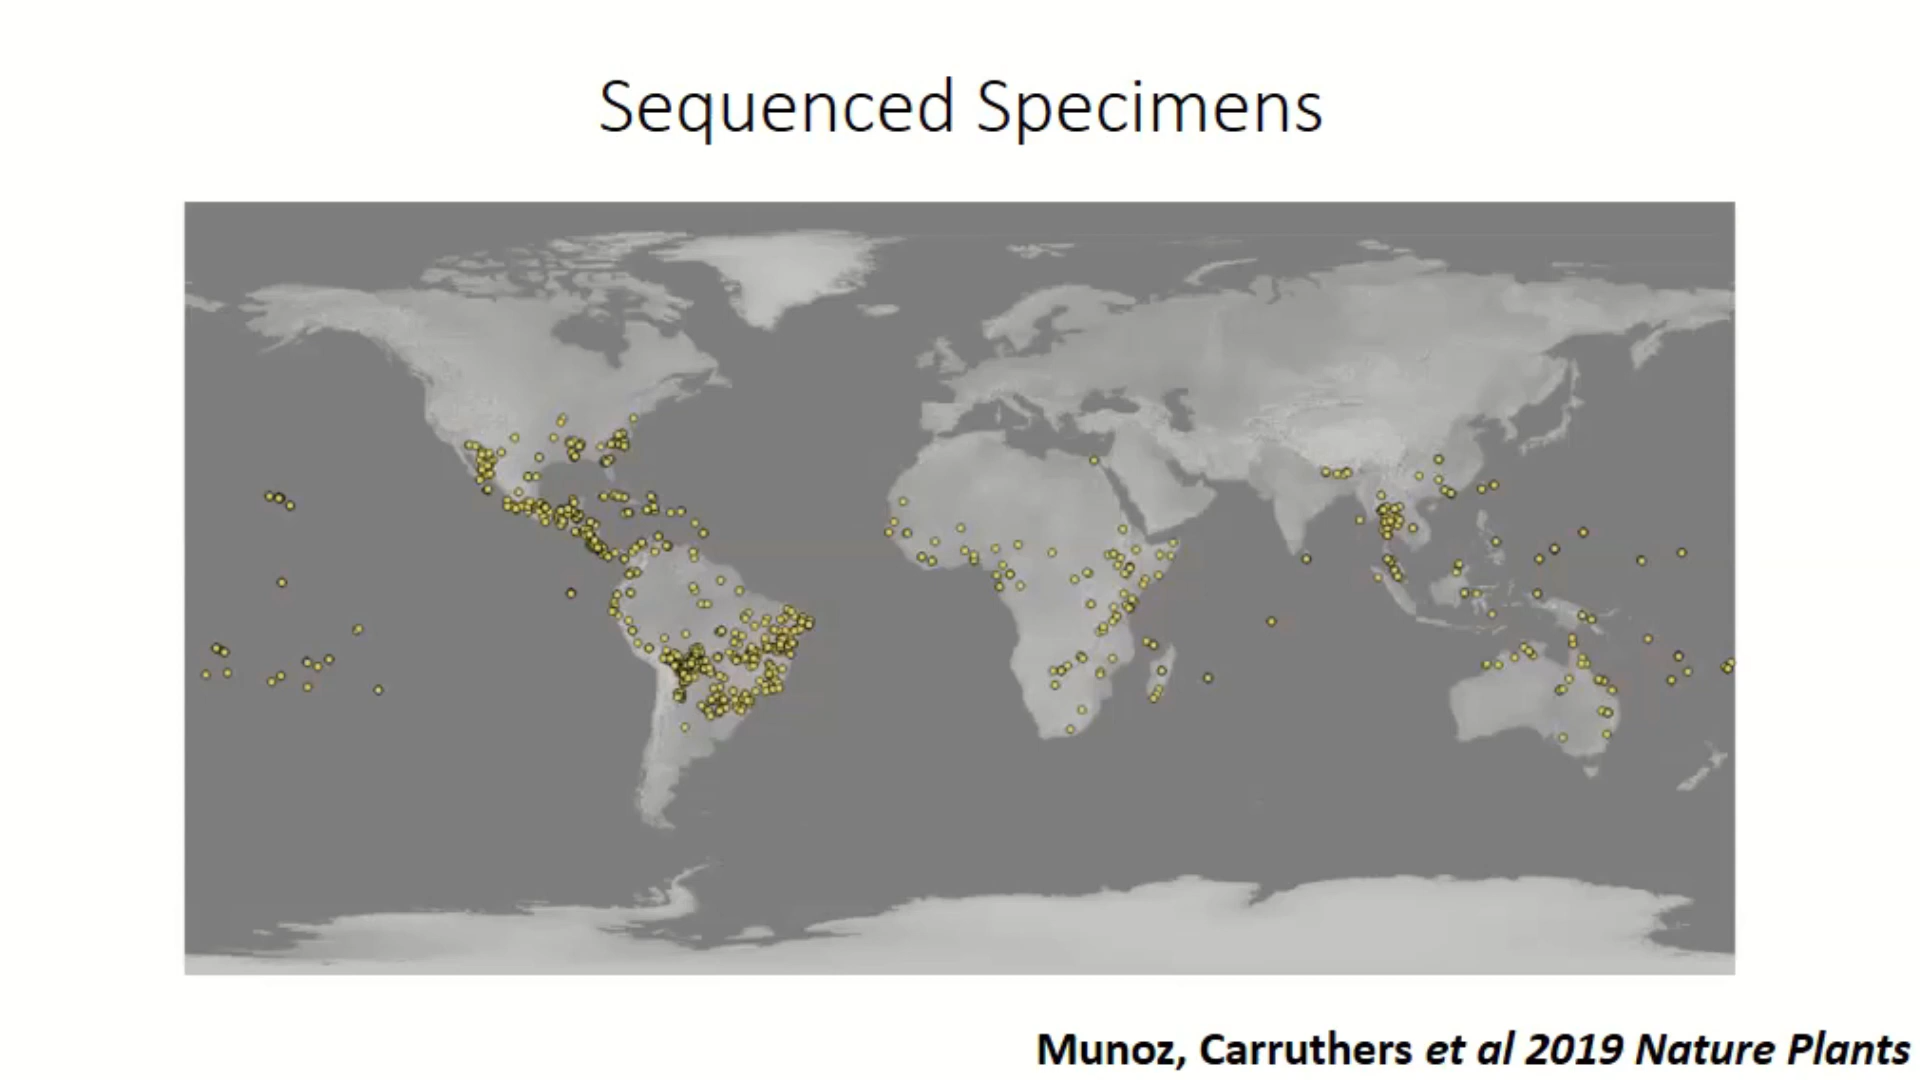 Sequenced Specimens
Munoz, Carruthers et al 2019 Nature Plants